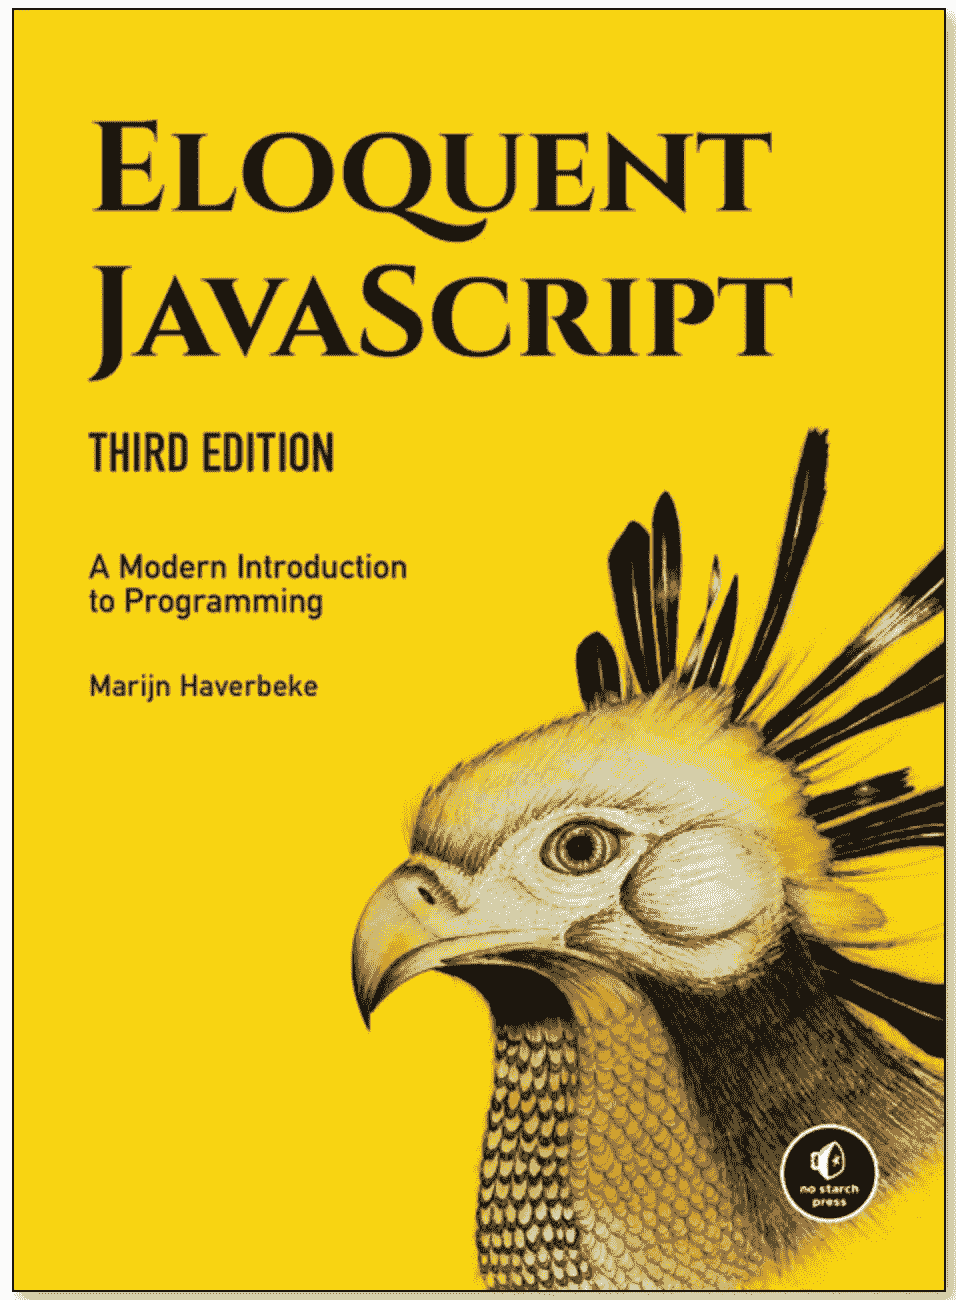 ELOQUENT
JAVASCRIPT
THIRD EDITION
A Modern Introduction
to Programming
Marijn Haverbeke
no starch
press